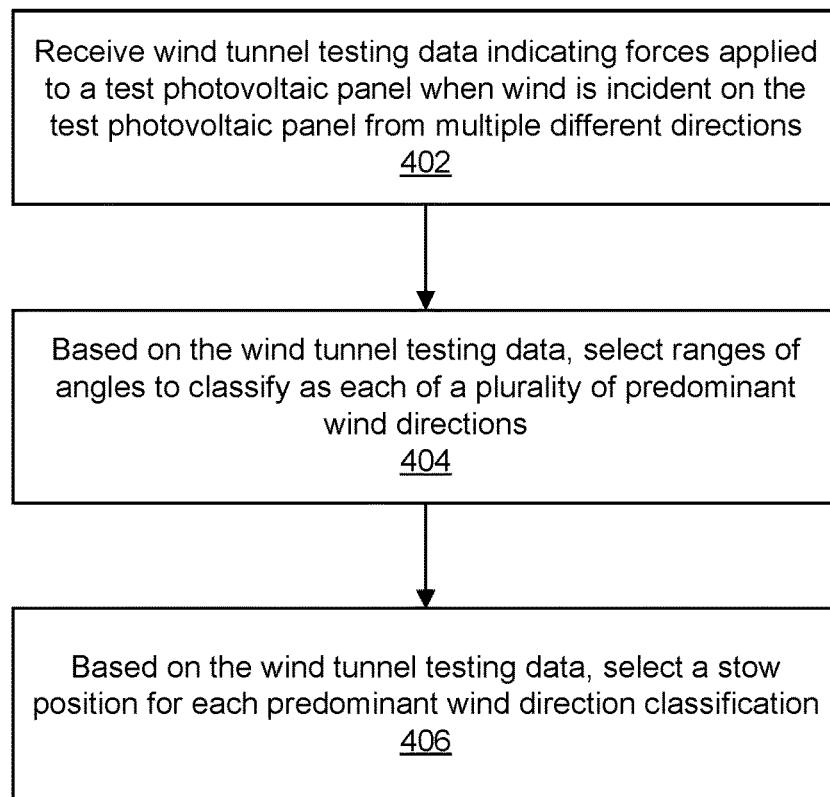 Receive wind tunnel testing data indicating forces applied
to a test photovoltaic panel when wind is incident on the
test photovoltaic panel from multiple different directions
402
Based on the wind tunnel testing data, select ranges of
angles to classify as each of a plurality of predominant
wind directions
404
Based on the wind tunnel testing data, select a stow
position for each predominant wind direction classification
406